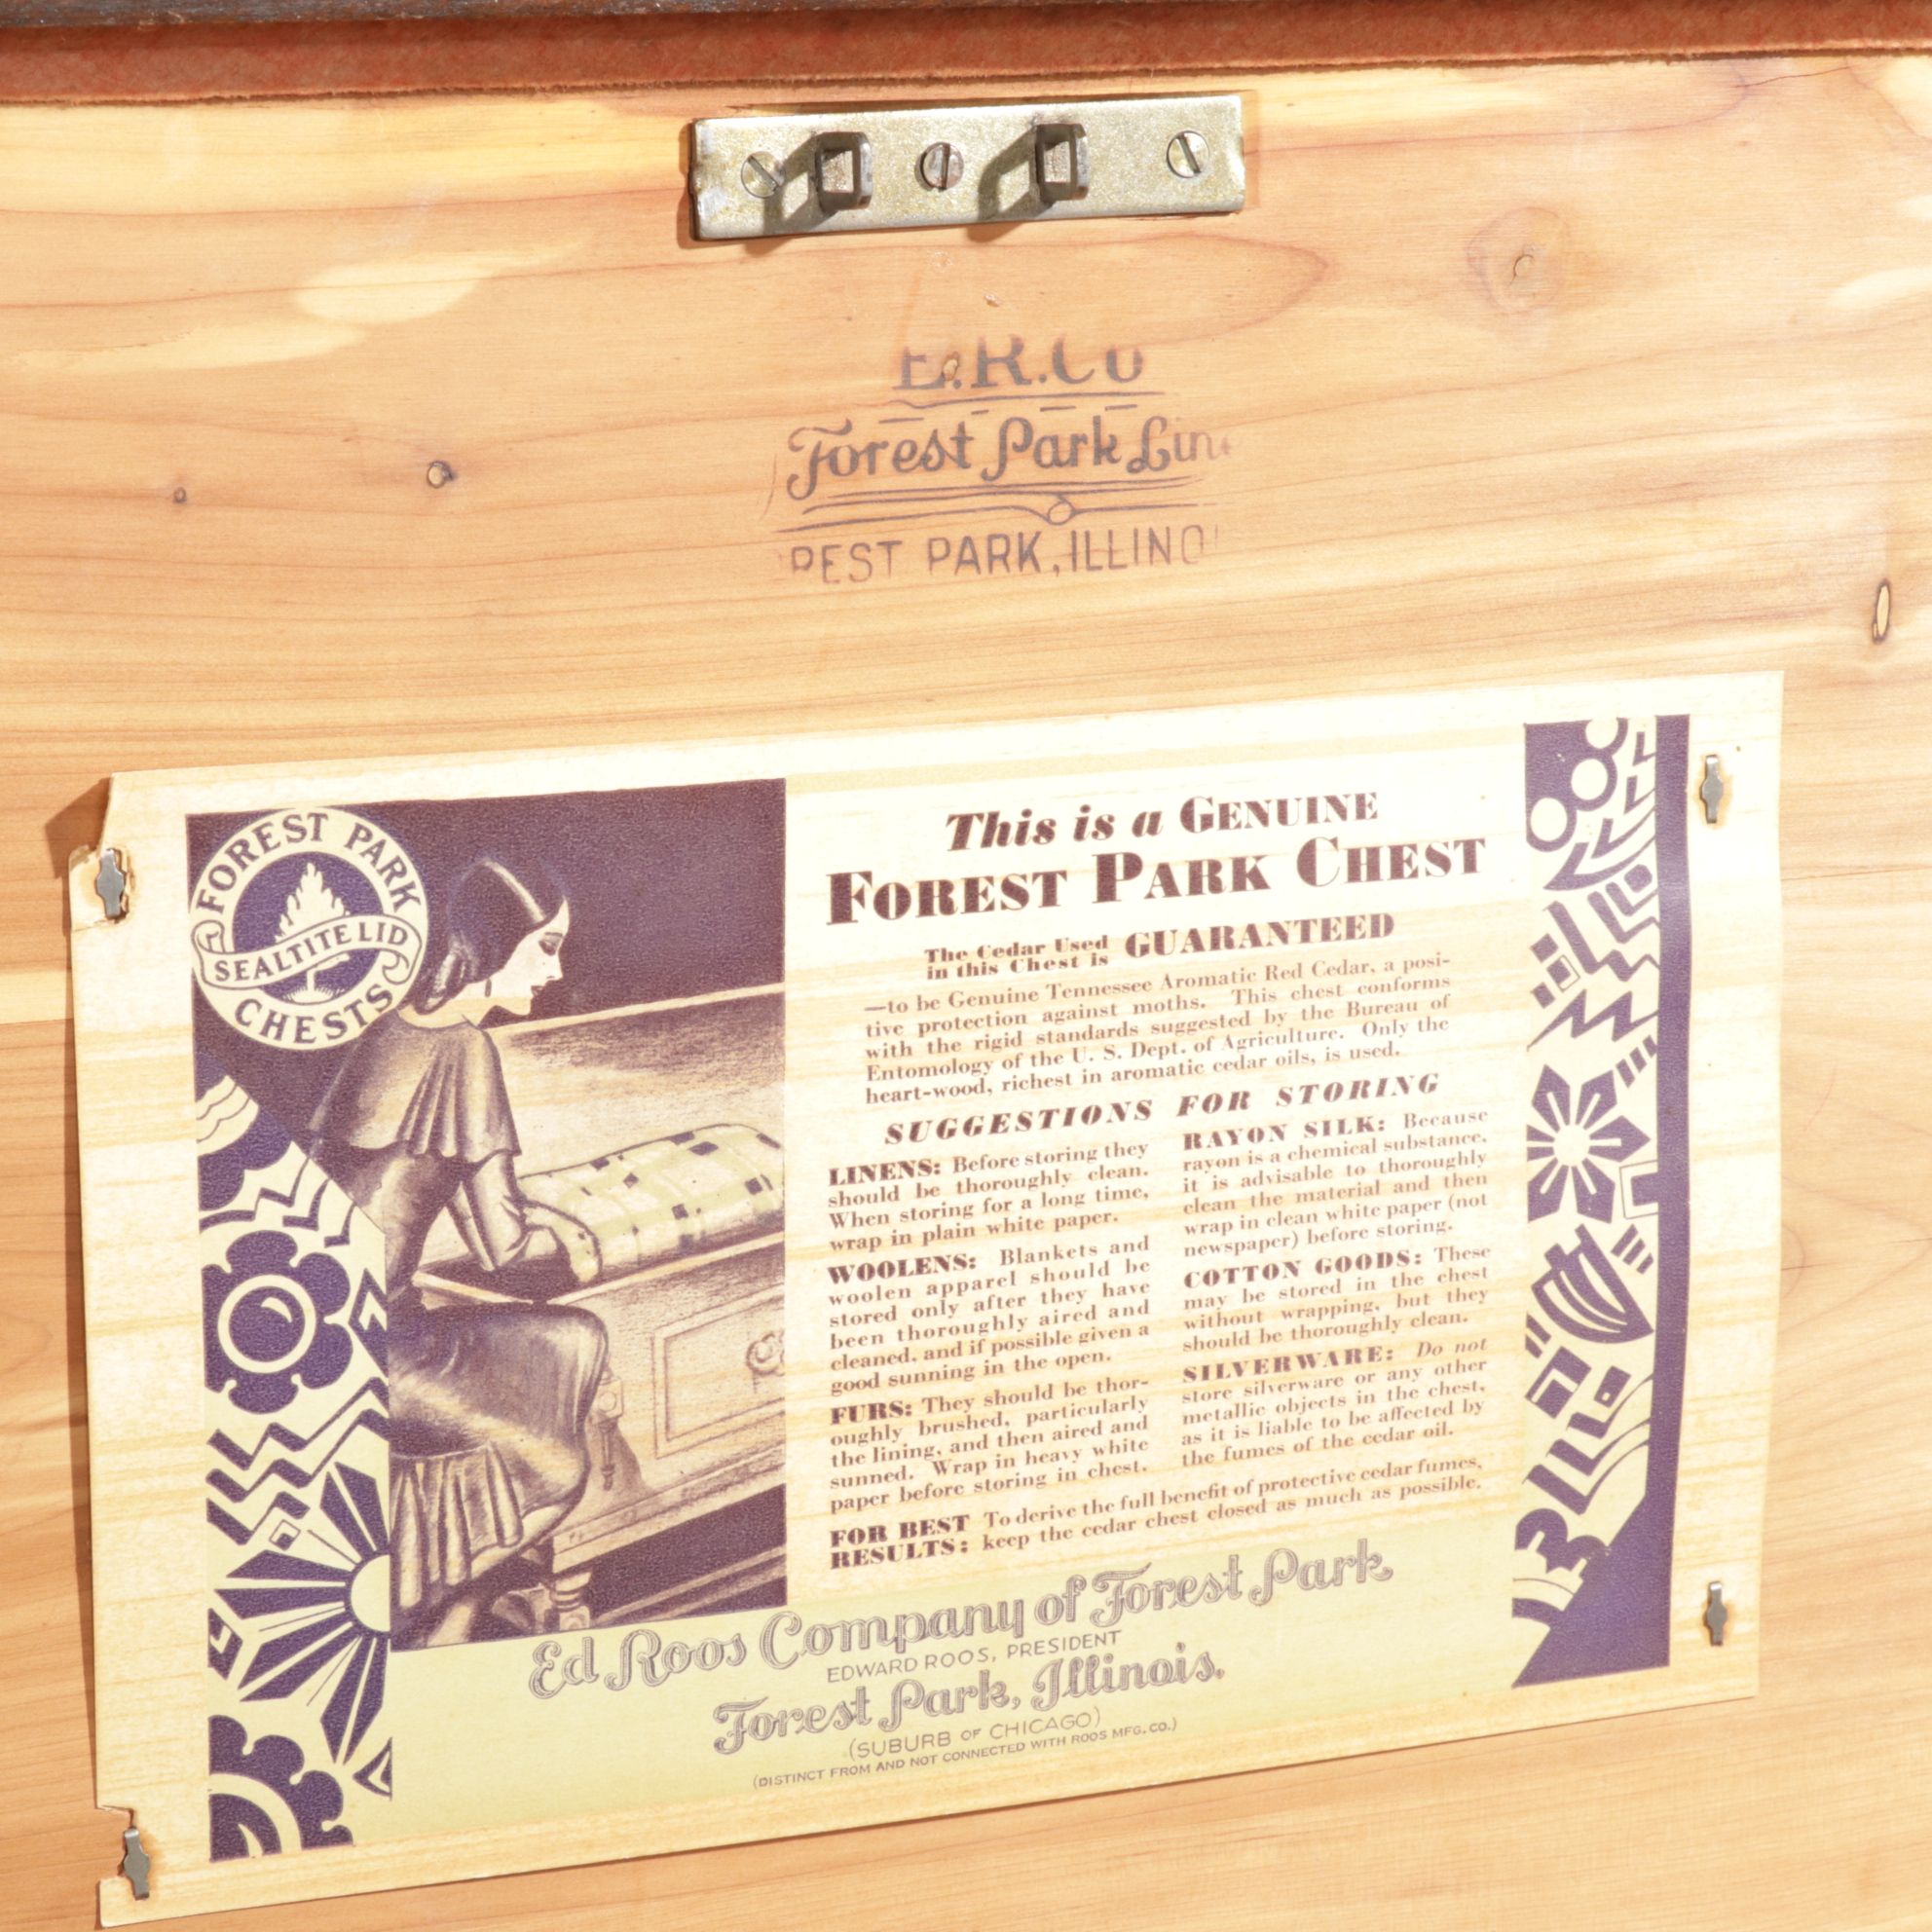 E.R.Co
Forest Park Line
REST PARK, ILLINO
FOREST PARK
SEALTITE LID
CHESTS
This is a GENUINE
FOREST PARK CHEST
The Cedar Used
in this Chest is GUARANTEED
—to be Genuine Tennessee Aromatic Red Cedar, a posi-
tive protection against moths. This chest conforms
with the rigid standards suggested by the Bureau of
Entomology of the U. S. Dept. of Agriculture. Only the
heart-wood, richest in aromatic cedar oils, is used.
SUGGESTIONS FOR STORING
LINENS: Before storing they
should be thoroughly clean.
When storing for a long time,
wrap in plain white paper.
WOOLENS: Blankets and
woolen apparel should be
stored only after they have
been thoroughly aired and
cleaned, and if possible given a
good sunning in the open.
FURS: They should be thor-
oughly brushed, particularly
the lining, and then aired and
sunned. Wrap in heavy white
paper before storing in chest.
RAYON SILK: Because
rayon is a chemical substance,
it is advisable to thoroughly
clean the material and then
wrap in clean white paper (not
newspaper) before storing.
COTTON GOODS: These
may be stored in the chest
without wrapping, but they
should be thoroughly clean.
SILVERWARE: Do not
store silverware or any other
metallic objects in the chest,
as it is liable to be affected by
the fumes of the cedar oil.
FOR BEST To derive the full benefit of protective cedar fumes,
RESULTS: keep the cedar chest closed as much as possible.
Ed Roos Company of Forest Park
EDWARD ROOS, PRESIDENT
Forest Park, Illinois.
(SUBURB OF CHICAGO)
(DISTINCT FROM AND NOT CONNECTED WITH ROOS MFG. CO.)